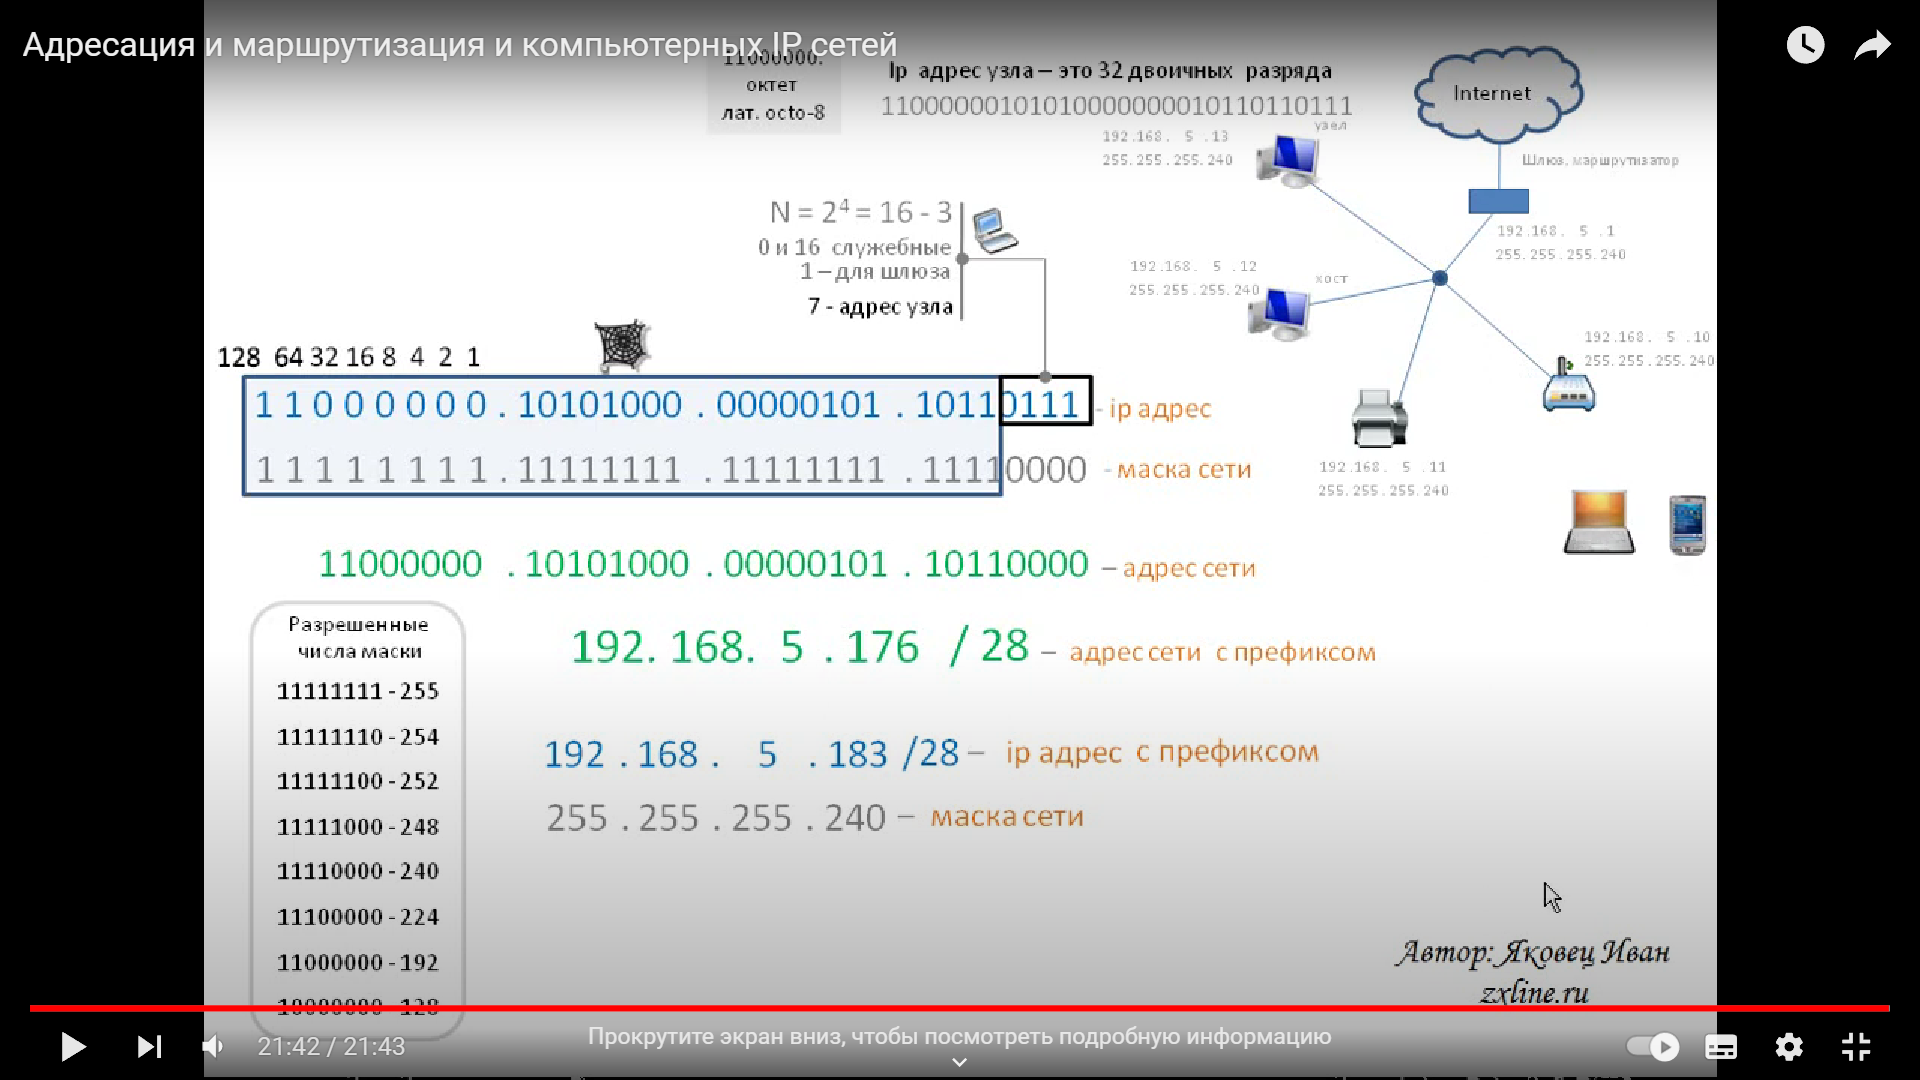 Адресация и маршрутизация и компьютерных IP сетей
11000000.
октет
лат. octo-8
Ip адрес узла – это 32 двоичных разряда
11000000101010000000010110110111
Internet
узел
192.168. 5 .13
255.255.255.240
Шлюз, маршрутизатор
192.168. 5 .1
255.255.255.240
N = 2⁴ = 16 - 3
0 и 16 служебные
1 – для шлюза
7 - адрес узла
192.168. 5 .12
255.255.255.240
хост
192.168. 5 .10
255.255.255.240
192.168. 5 .11
255.255.255.240
128 64 32 16 8 4 2 1
1 1 0 0 0 0 0 0 . 10101000 . 00000101 . 10110111 - ip адрес
1 1 1 1 1 1 1 1 . 11111111 . 11111111 . 11110000 - маска сети
11000000 . 10101000 . 00000101 . 10110000 – адрес сети
192. 168. 5 . 176 / 28 – адрес сети с префиксом
192 . 168 . 5 . 183 /28 – ip адрес с префиксом
255 . 255 . 255 . 240 – маска сети
Разрешенные
числа маски
11111111 - 255
11111110 - 254
11111100 - 252
11111000 - 248
11110000 - 240
11100000 - 224
11000000 - 192
10000000 - 128
Автор: Яковец Иван
zxline.ru
21:42 / 21:43
Прокрутите экран вниз, чтобы посмотреть подробную информацию